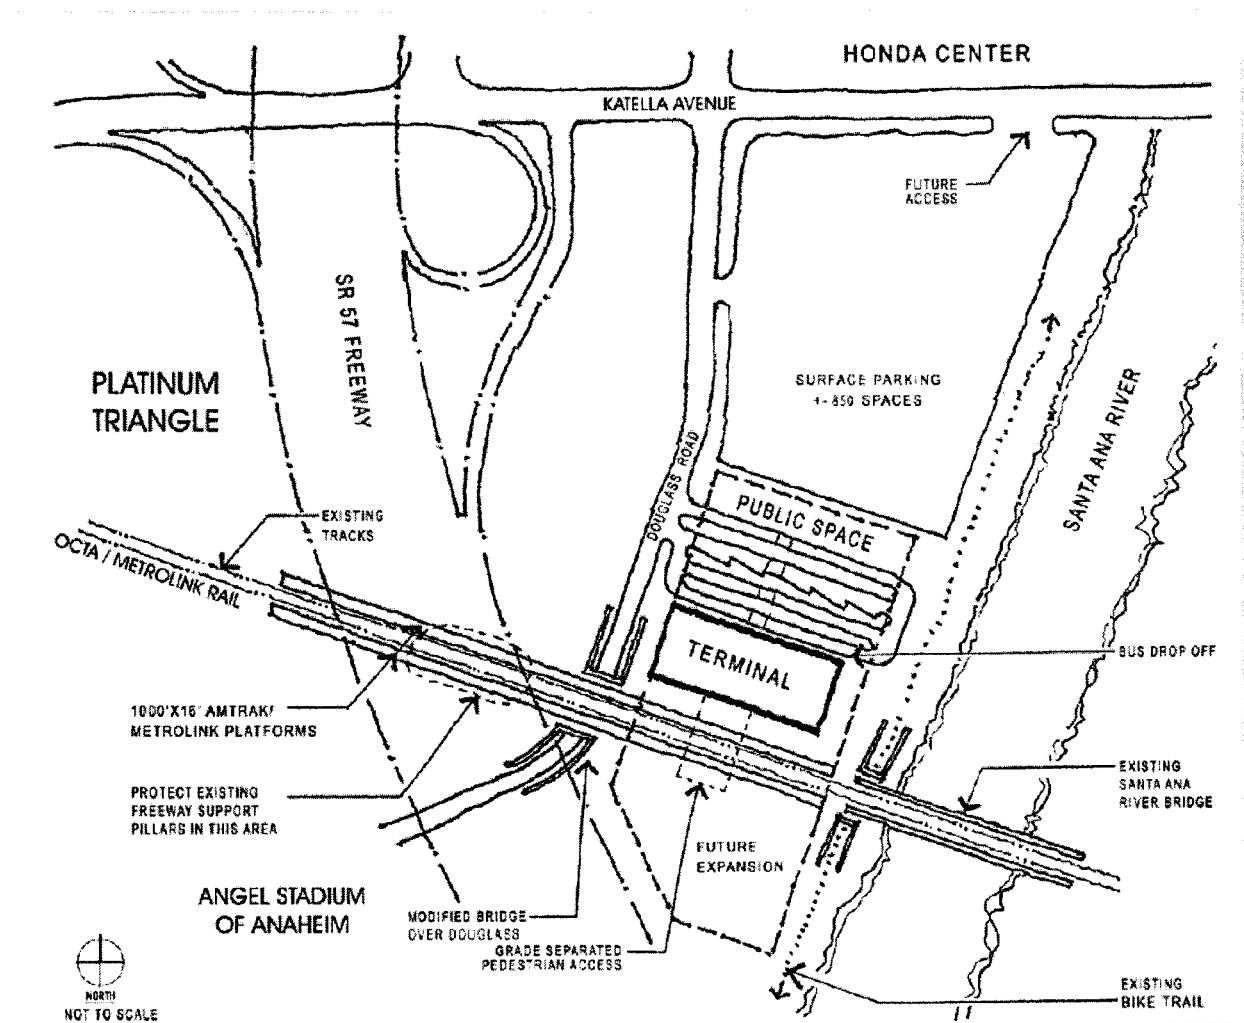 HONDA CENTER
KATELLA AVENUE
FUTURE
ACCESS
SR 57 FREEWAY
PLATINUM
TRIANGLE
SURFACE PARKING
+- 850 SPACES
SANTA ANA RIVER
DOUGLASS ROAD
PUBLIC SPACE
EXISTING
TRACKS
OCTA / METROLINK RAIL
TERMINAL
BUS DROP OFF
1000'X16' AMTRAK/
METROLINK PLATFORMS
EXISTING
SANTA ANA
RIVER BRIDGE
PROTECT EXISTING
FREEWAY SUPPORT
PILLARS IN THIS AREA
FUTURE
EXPANSION
ANGEL STADIUM
OF ANAHEIM
MODIFIED BRIDGE
OVER DOUGLASS
GRADE SEPARATED
PEDESTRIAN ACCESS
EXISTING
BIKE TRAIL
NORTH
NOT TO SCALE